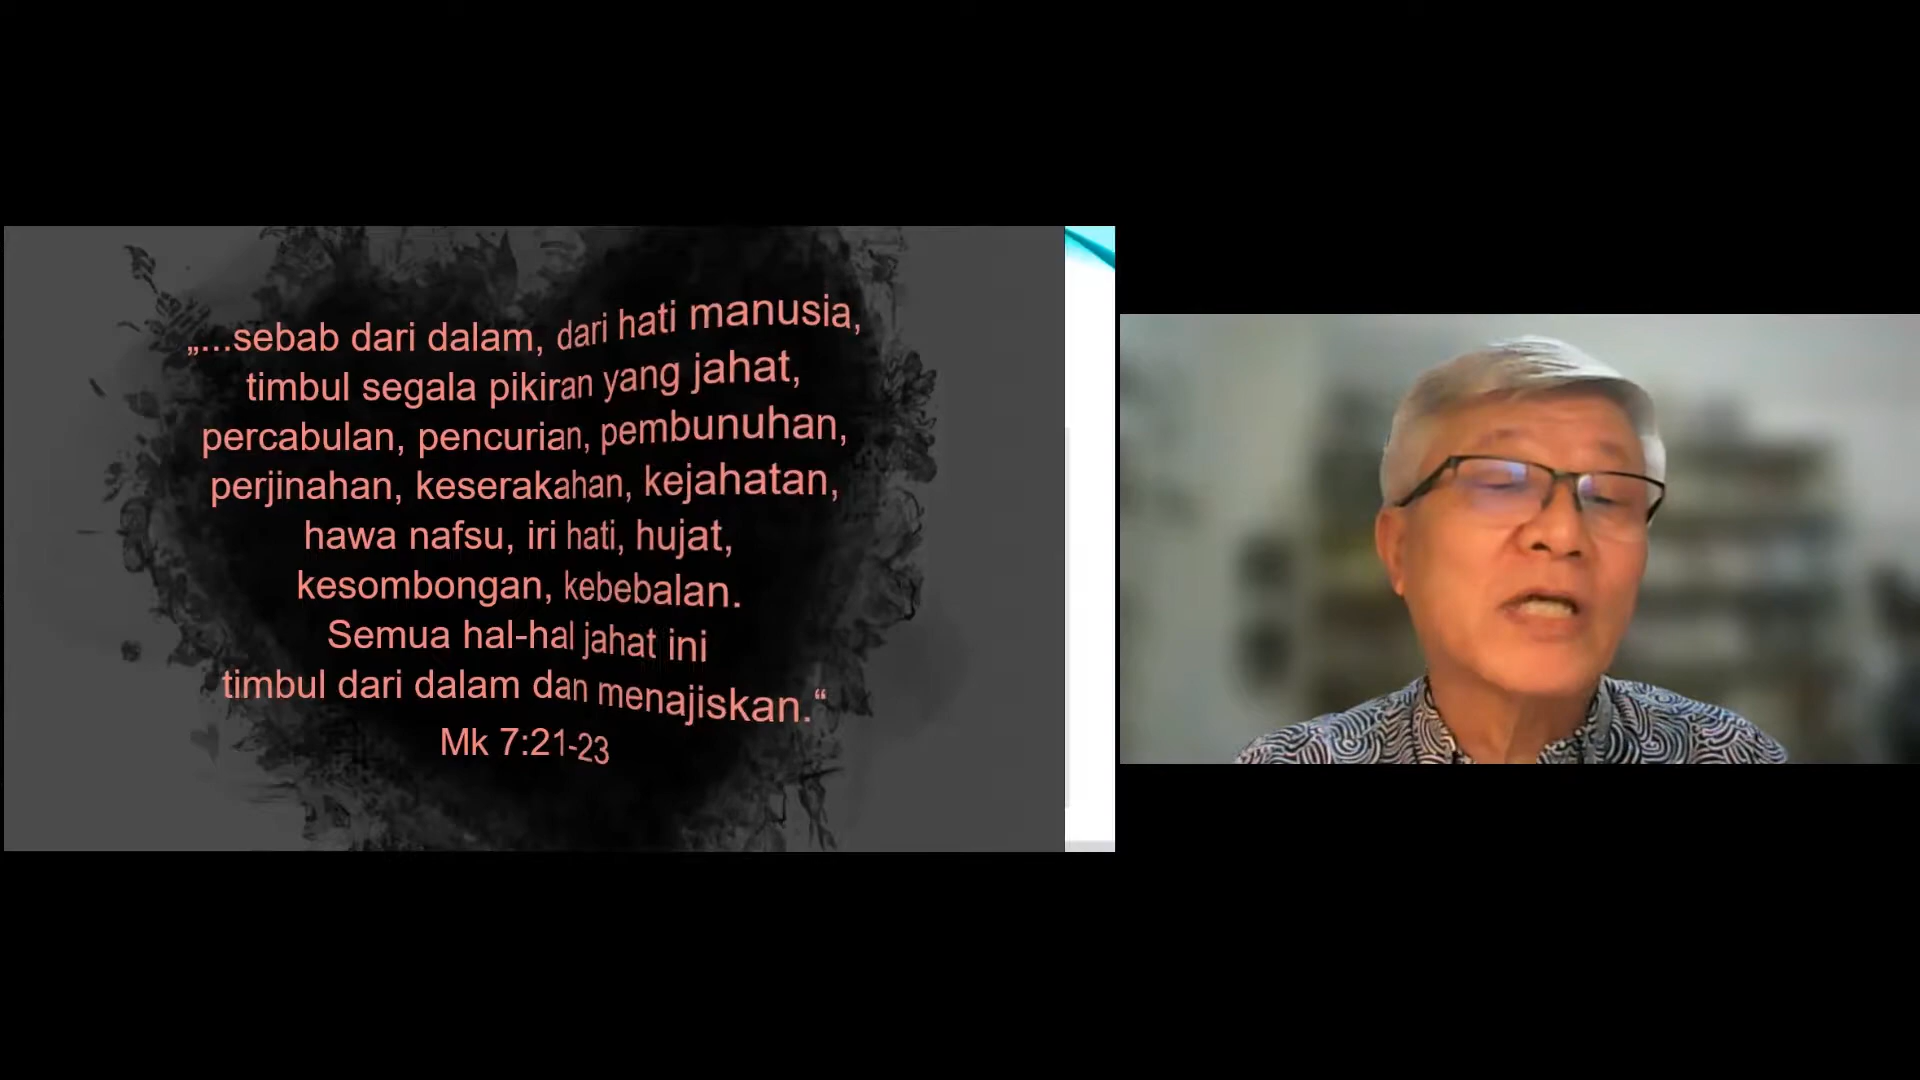 „...sebab dari dalam, dari hati manusia,
timbul segala pikiran yang jahat,
percabulan, pencurian, pembunuhan,
perjinahan, keserakahan, kejahatan,
hawa nafsu, iri hati, hujat,
kesombongan, kebebalan.
Semua hal-hal jahat ini
timbul dari dalam dan menajiskan.“
Mk 7:21-23